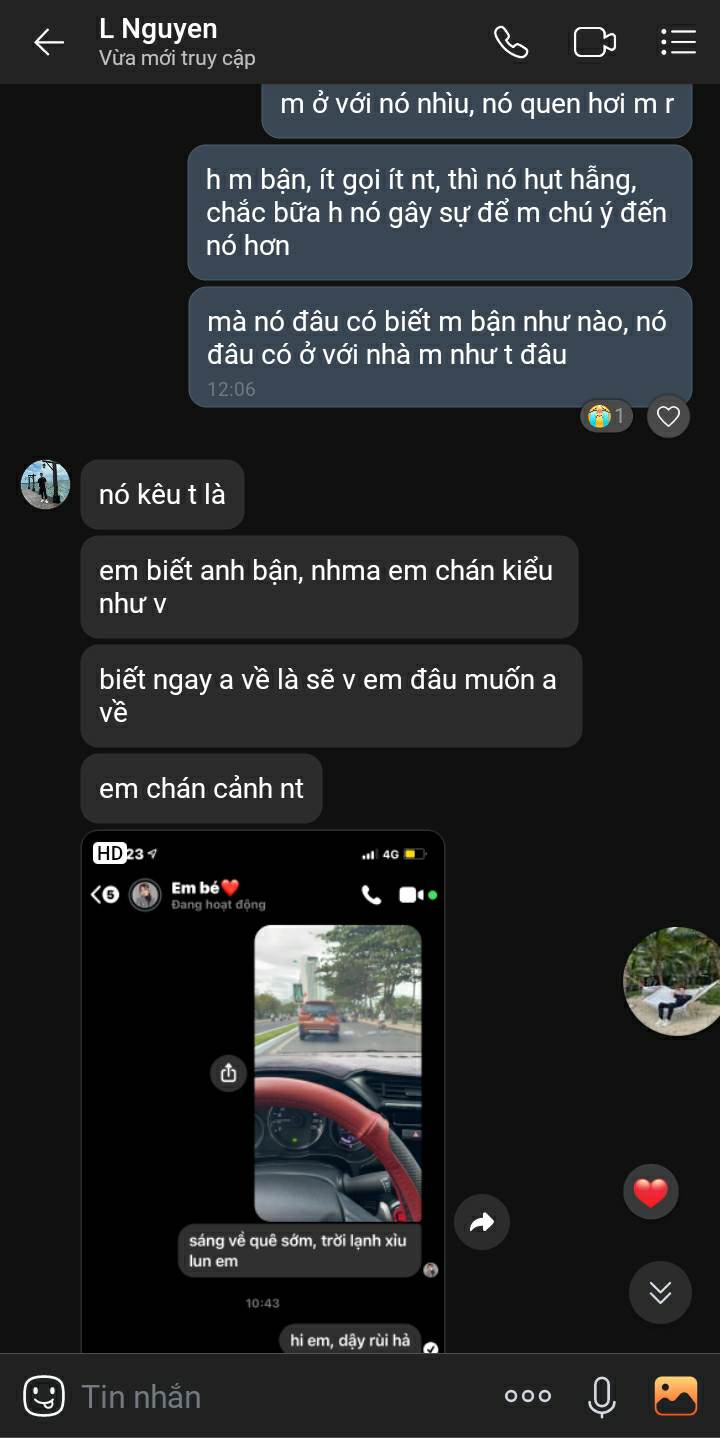 L Nguyen
Vừa mới truy cập
m ở với nó nhìu, nó quen hơi m r
h m bận, ít gọi ít nt, thì nó hụt hẫng,
chắc bữa h nó gây sự để m chú ý đến
nó hơn
mà nó đâu có biết m bận như nào, nó
đâu có ở với nhà m như t đâu
12:06
1
nó kêu t là
em biết anh bận, nhma em chán kiểu
như v
biết ngay a về là sẽ v em đâu muốn a
về
em chán cảnh nt
HD
23
4G
5
Em bé
Đang hoạt động
sáng về quê sớm, trời lạnh xỉu
lun em
10:43
hi em, dậy rùi hả
Tin nhắn